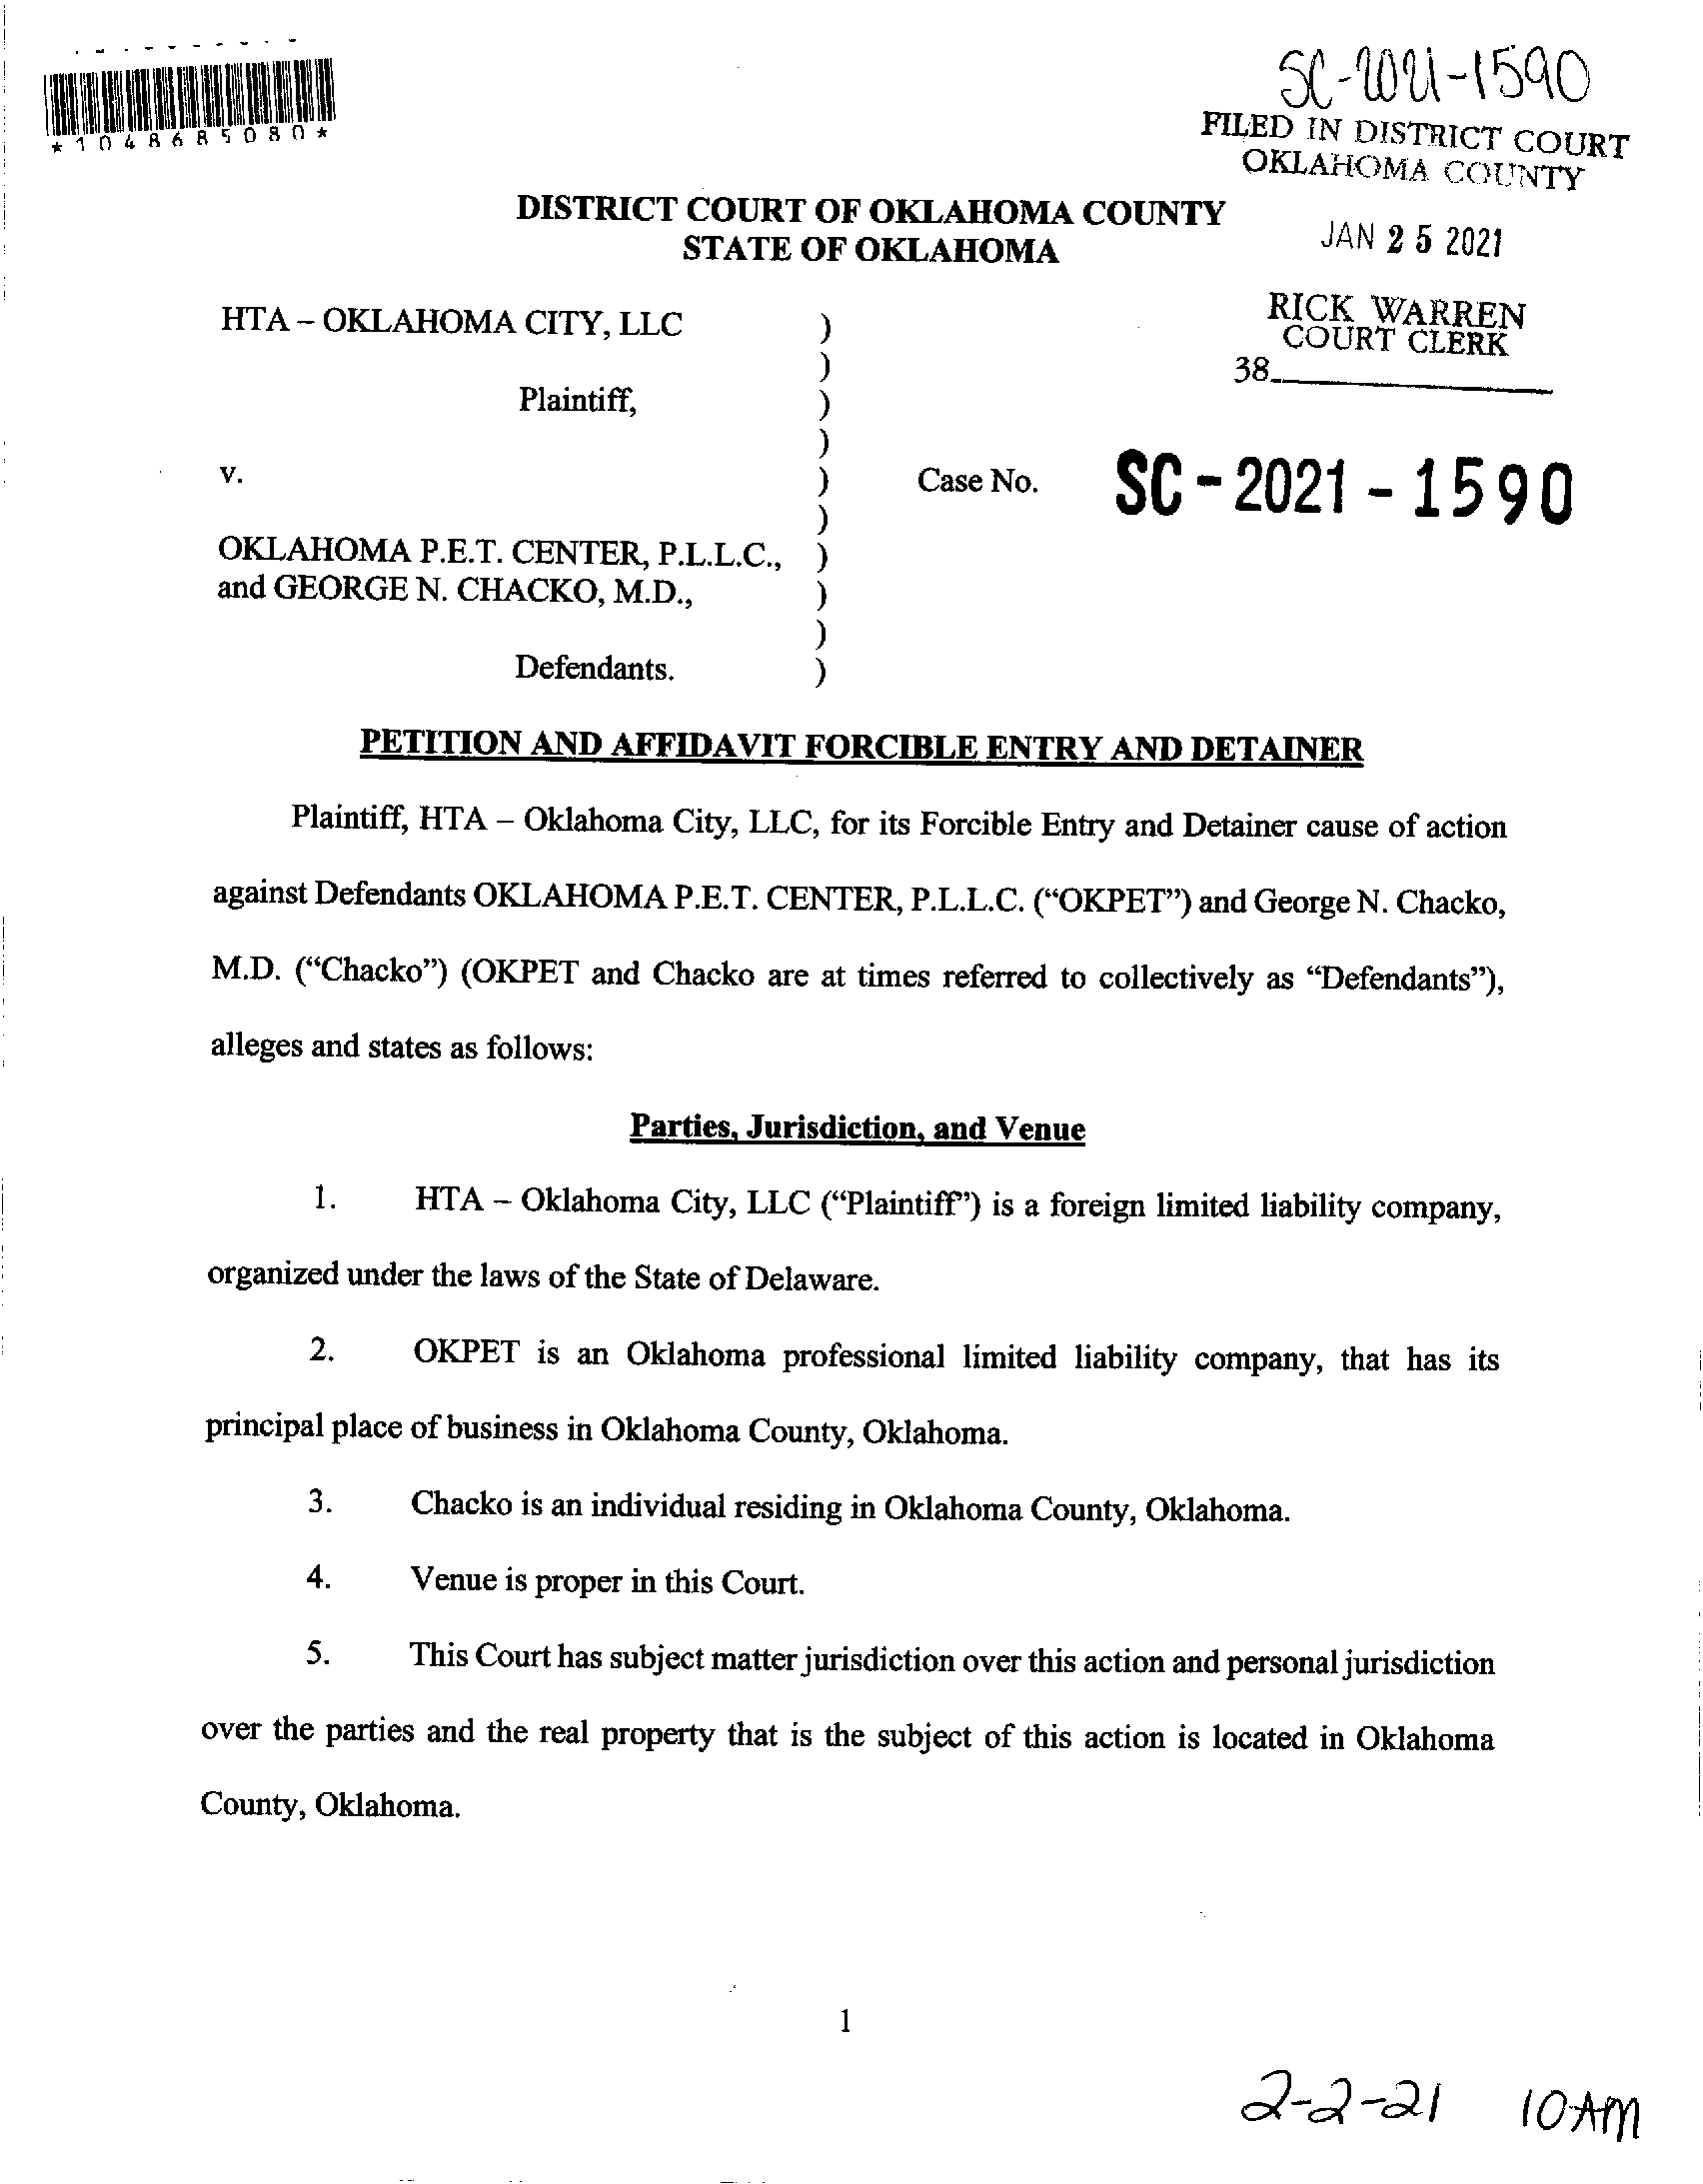 SC-2021-1590
*1048685080*
FILED IN DISTRICT COURT
OKLAHOMA COUNTY
JAN 25 2021
RICK WARREN
COURT CLERK
38
DISTRICT COURT OF OKLAHOMA COUNTY
STATE OF OKLAHOMA
HTA – OKLAHOMA CITY, LLC )
)
Plaintiff, )
)
v. ) Case No. SC-2021-1590
)
OKLAHOMA P.E.T. CENTER, P.L.L.C., )
and GEORGE N. CHACKO, M.D., )
)
Defendants. )
PETITION AND AFFIDAVIT FORCIBLE ENTRY AND DETAINER
Plaintiff, HTA – Oklahoma City, LLC, for its Forcible Entry and Detainer cause of action
against Defendants OKLAHOMA P.E.T. CENTER, P.L.L.C. (“OKPET”) and George N. Chacko,
M.D. (“Chacko”) (OKPET and Chacko are at times referred to collectively as “Defendants”),
alleges and states as follows:
Parties, Jurisdiction, and Venue
1. HTA – Oklahoma City, LLC (“Plaintiff”) is a foreign limited liability company,
organized under the laws of the State of Delaware.
2. OKPET is an Oklahoma professional limited liability company, that has its
principal place of business in Oklahoma County, Oklahoma.
3. Chacko is an individual residing in Oklahoma County, Oklahoma.
4. Venue is proper in this Court.
5. This Court has subject matter jurisdiction over this action and personal jurisdiction
over the parties and the real property that is the subject of this action is located in Oklahoma
County, Oklahoma.
1
2-2-21 10AM